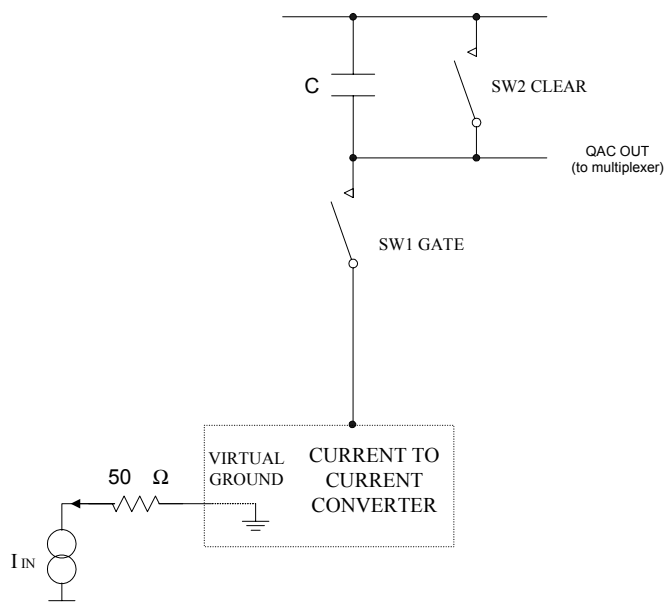 C
SW2 CLEAR
QAC OUT
(to multiplexer)
SW1 GATE
VIRTUAL
GROUND
CURRENT TO
CURRENT
CONVERTER
50 Ω
I IN